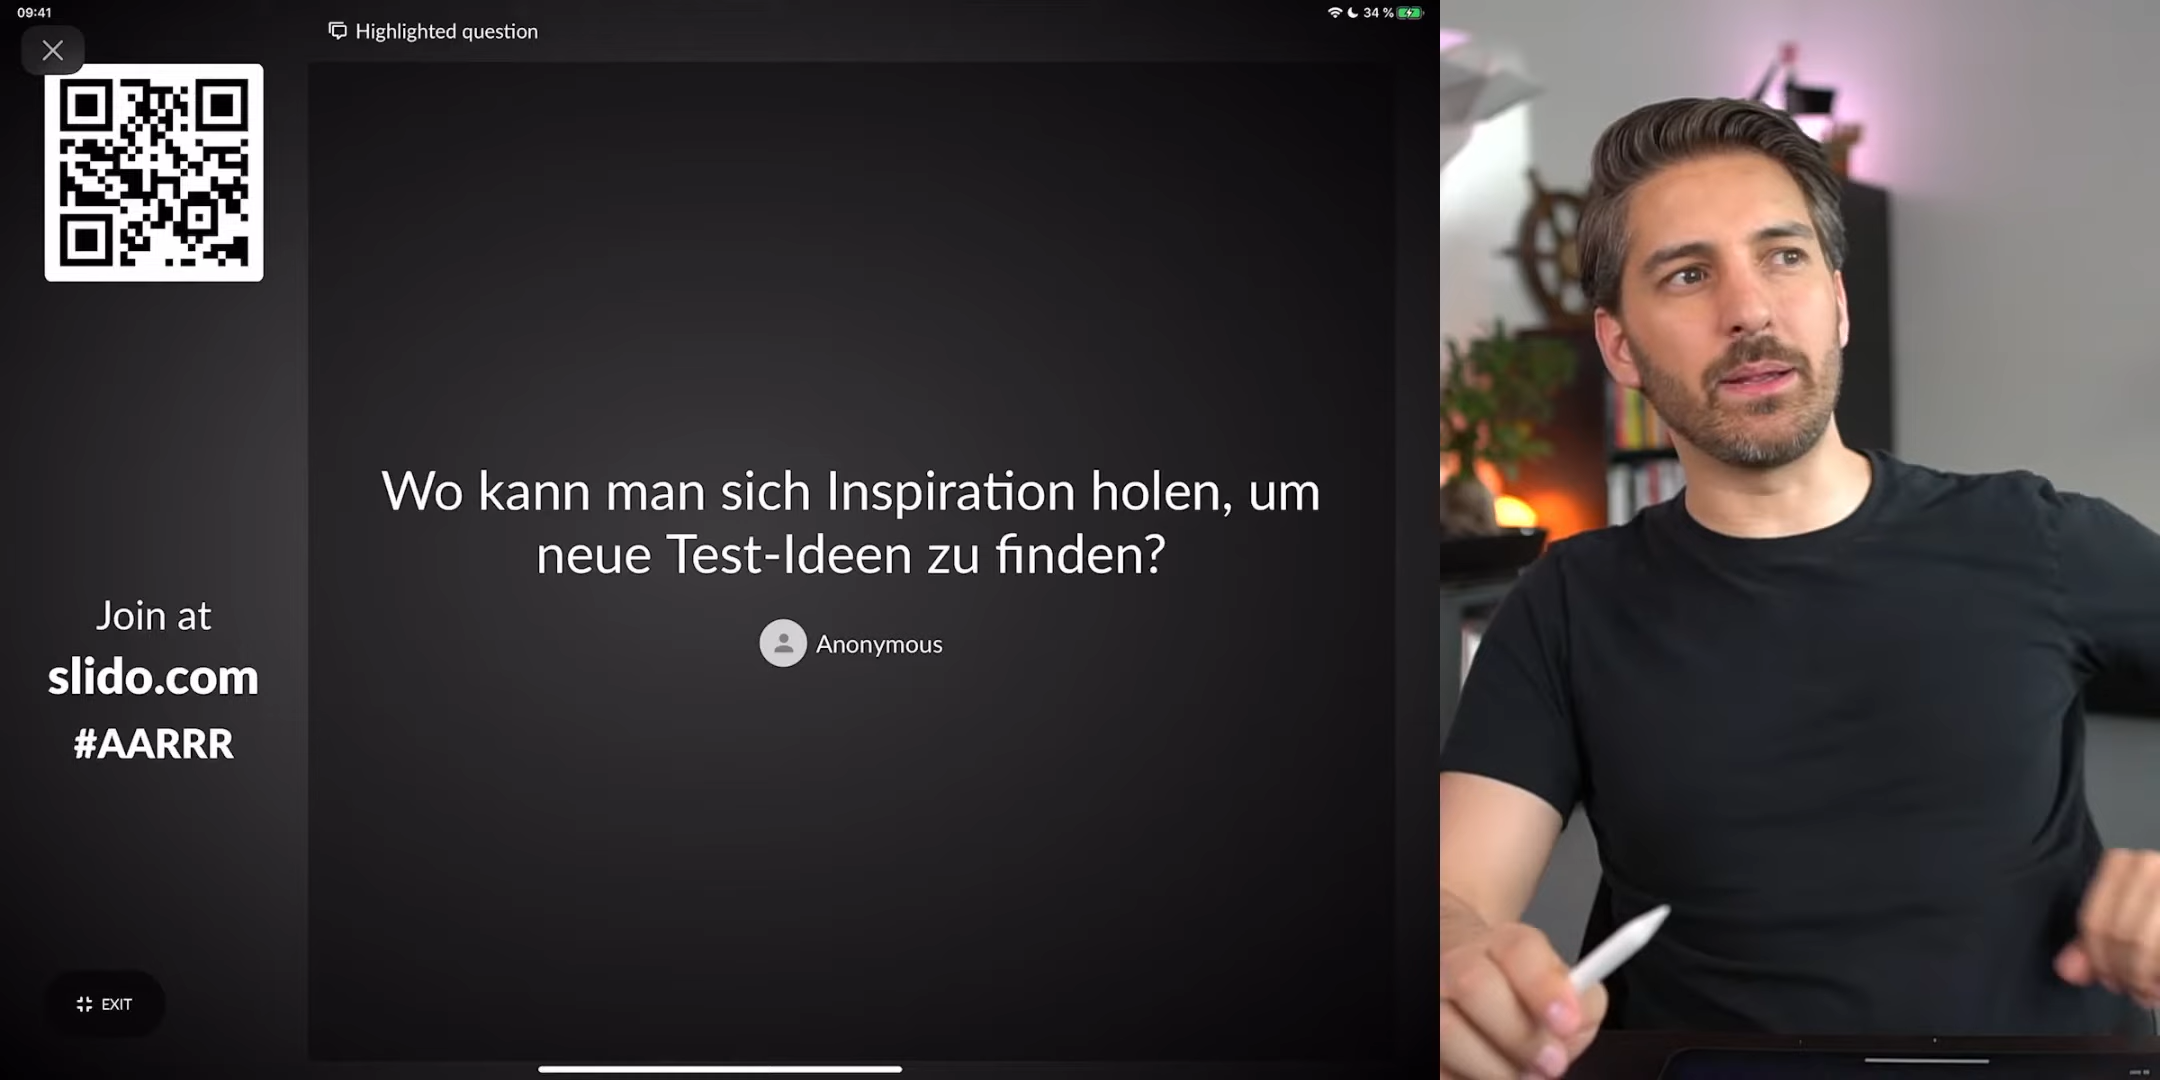 09:41
34 %
Highlighted question
Wo kann man sich Inspiration holen, um
neue Test-Ideen zu finden?
Anonymous
Join at
slido.com
#AARRR
EXIT